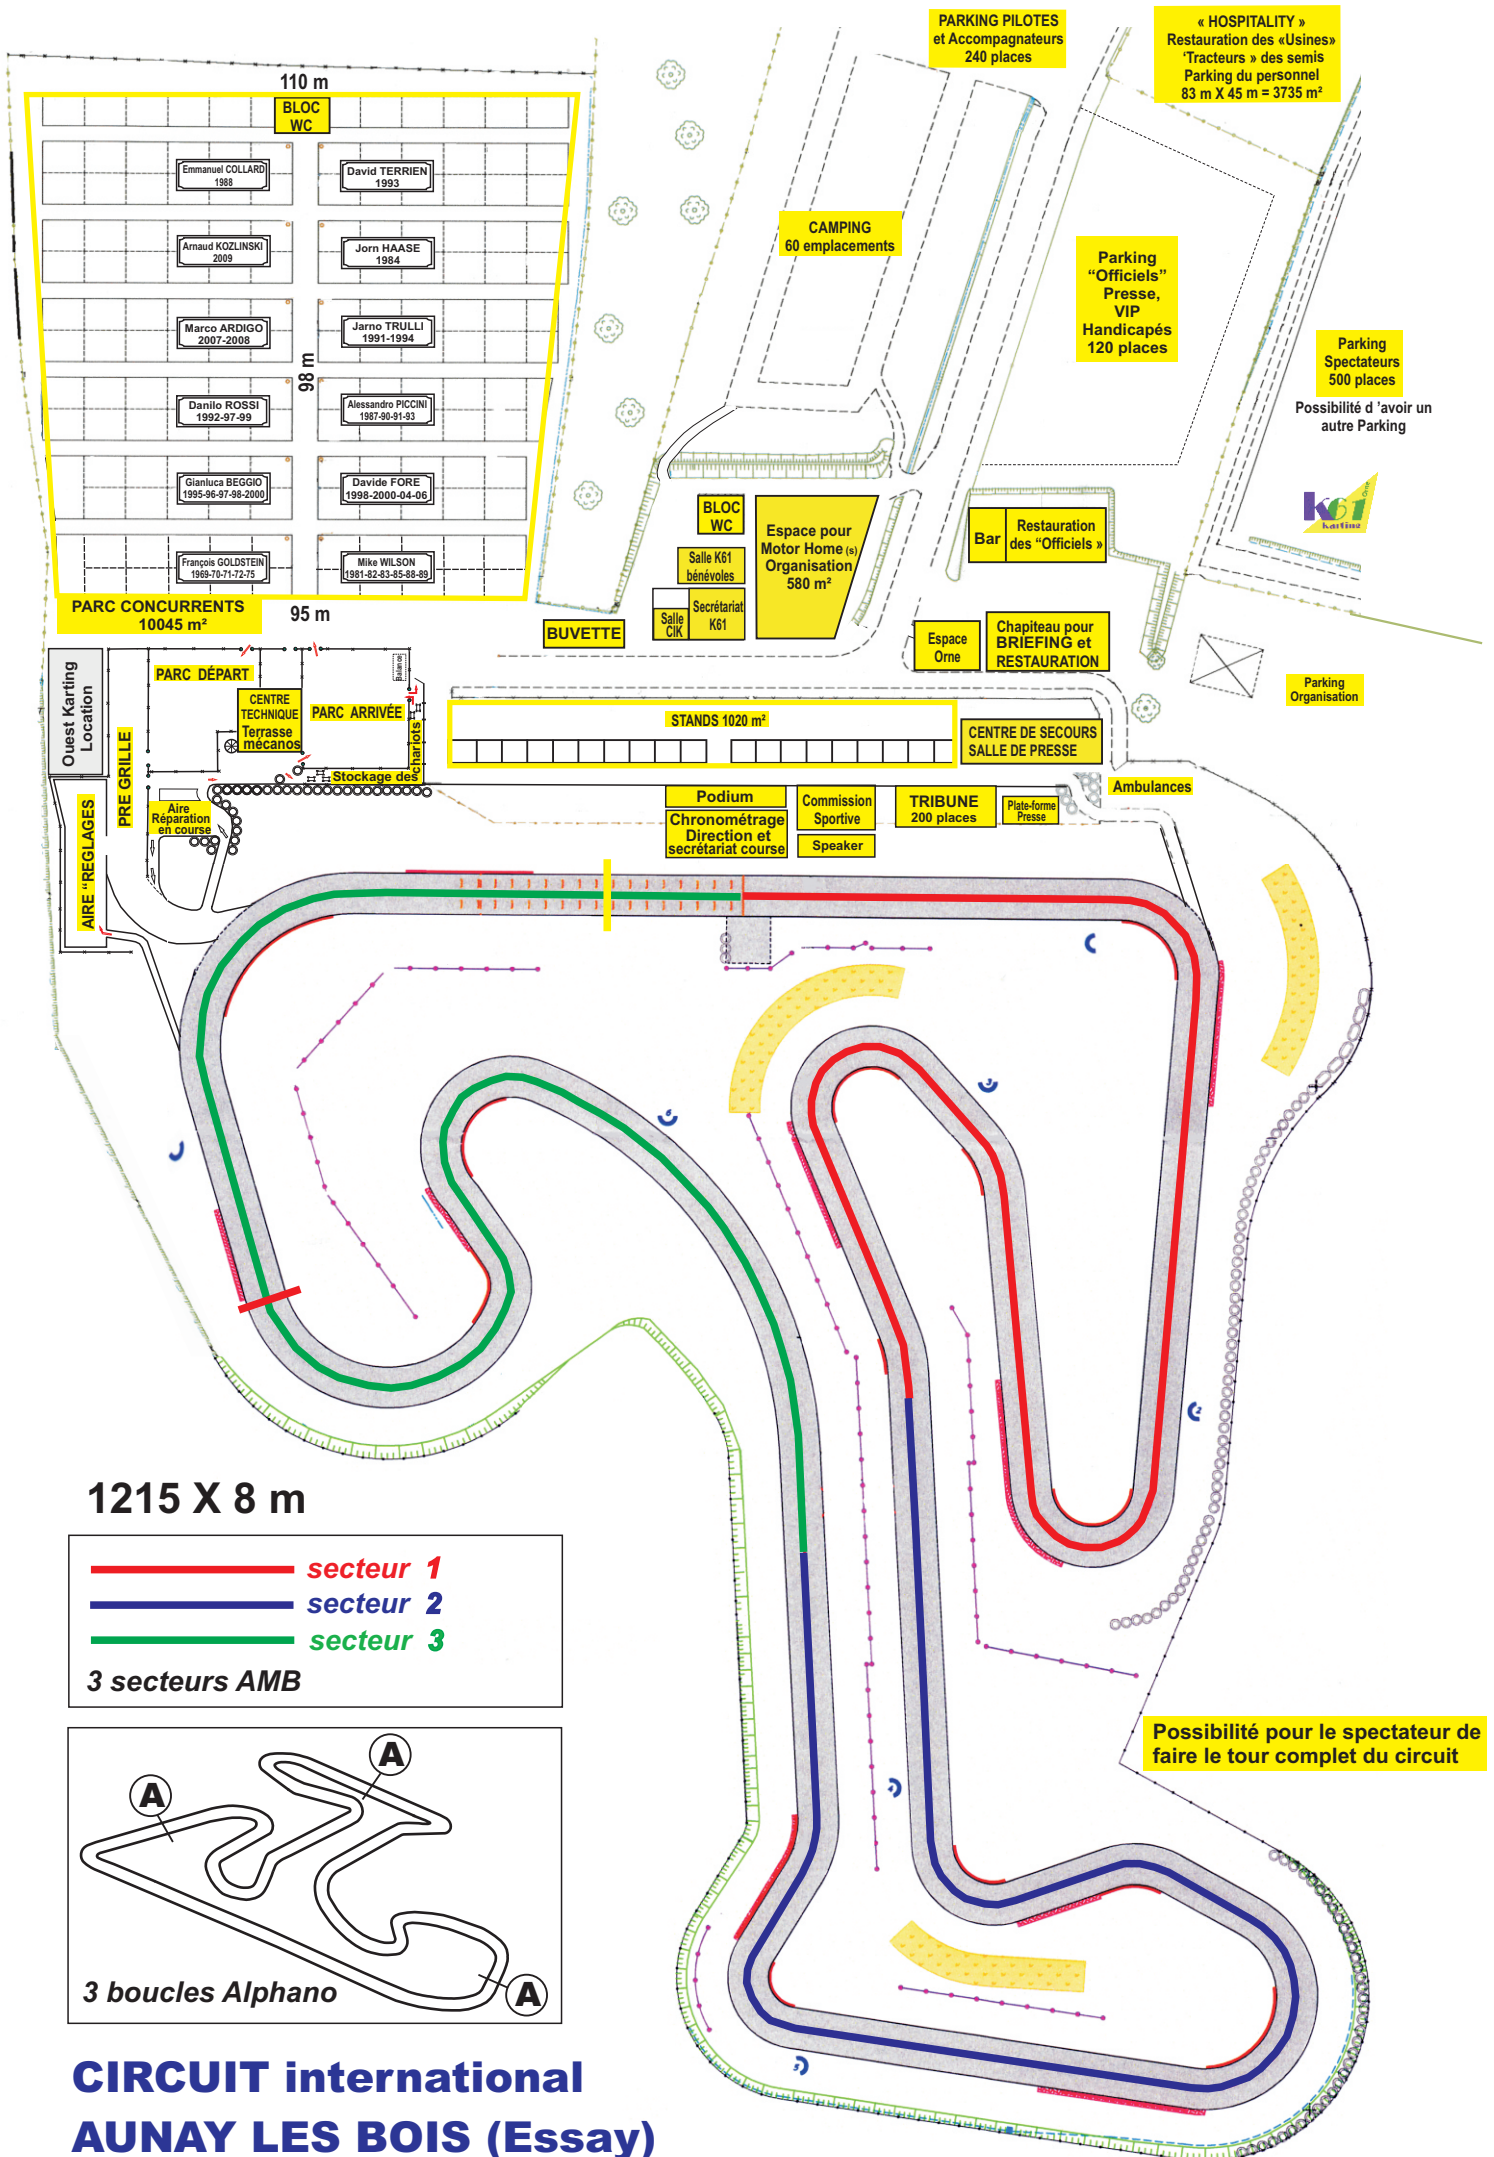 PARKING PILOTES
et Accompagnateurs
240 places
« HOSPITALITY »
Restauration des «Usines»
‘Tracteurs » des semis
Parking du personnel
83 m X 45 m = 3735 m²
110 m
BLOC
WC
Emmanuel COLLARD
1988
David TERRIEN
1993
Arnaud KOZLINSKI
2009
Jorn HAASE
1984
Marco ARDIGO
2007-2008
Jarno TRULLI
1991-1994
98 m
Danilo ROSSI
1992-97-99
Alessandro PICCINI
1987-90-91-93
Gianluca BEGGIO
1995-96-97-98-2000
Davide FORE
1998-2000-04-06
François GOLDSTEIN
1969-70-71-72-75
Mike WILSON
1981-82-83-85-88-89
PARC CONCURRENTS
10045 m²
95 m
CAMPING
60 emplacements
Parking
“Officiels”
Presse,
VIP
Handicapés
120 places
Parking
Spectateurs
500 places
Possibilité d ’avoir un
autre Parking
K61
Orne
karting
BLOC
WC
Salle K61
bénévoles
Salle
CIK
Secrétariat
K61
Espace pour
Motor Home (s)
Organisation
580 m²
Bar
Restauration
des “Officiels »
BUVETTE
Espace
Orne
Chapiteau pour
BRIEFING et
RESTAURATION
Parking
Organisation
Ouest Karting
Location
PARC DÉPART
CENTRE
TECHNIQUE
Terrasse
mécanos
PARC ARRIVÉE
Balance
Stockage des
chariots
PRE GRILLE
Aire
Réparation
en course
AIRE “REGLAGES
STANDS 1020 m²
CENTRE DE SECOURS
SALLE DE PRESSE
Ambulances
Podium
Chronométrage
Direction et
secrétariat course
Commission
Sportive
Speaker
TRIBUNE
200 places
Plate-forme
Presse
3
6
2
4
5
1215 X 8 m
secteur 1
secteur 2
secteur 3
3 secteurs AMB
A
A
A
3 boucles Alphano
Possibilité pour le spectateur de
faire le tour complet du circuit
CIRCUIT international
AUNAY LES BOIS (Essay)